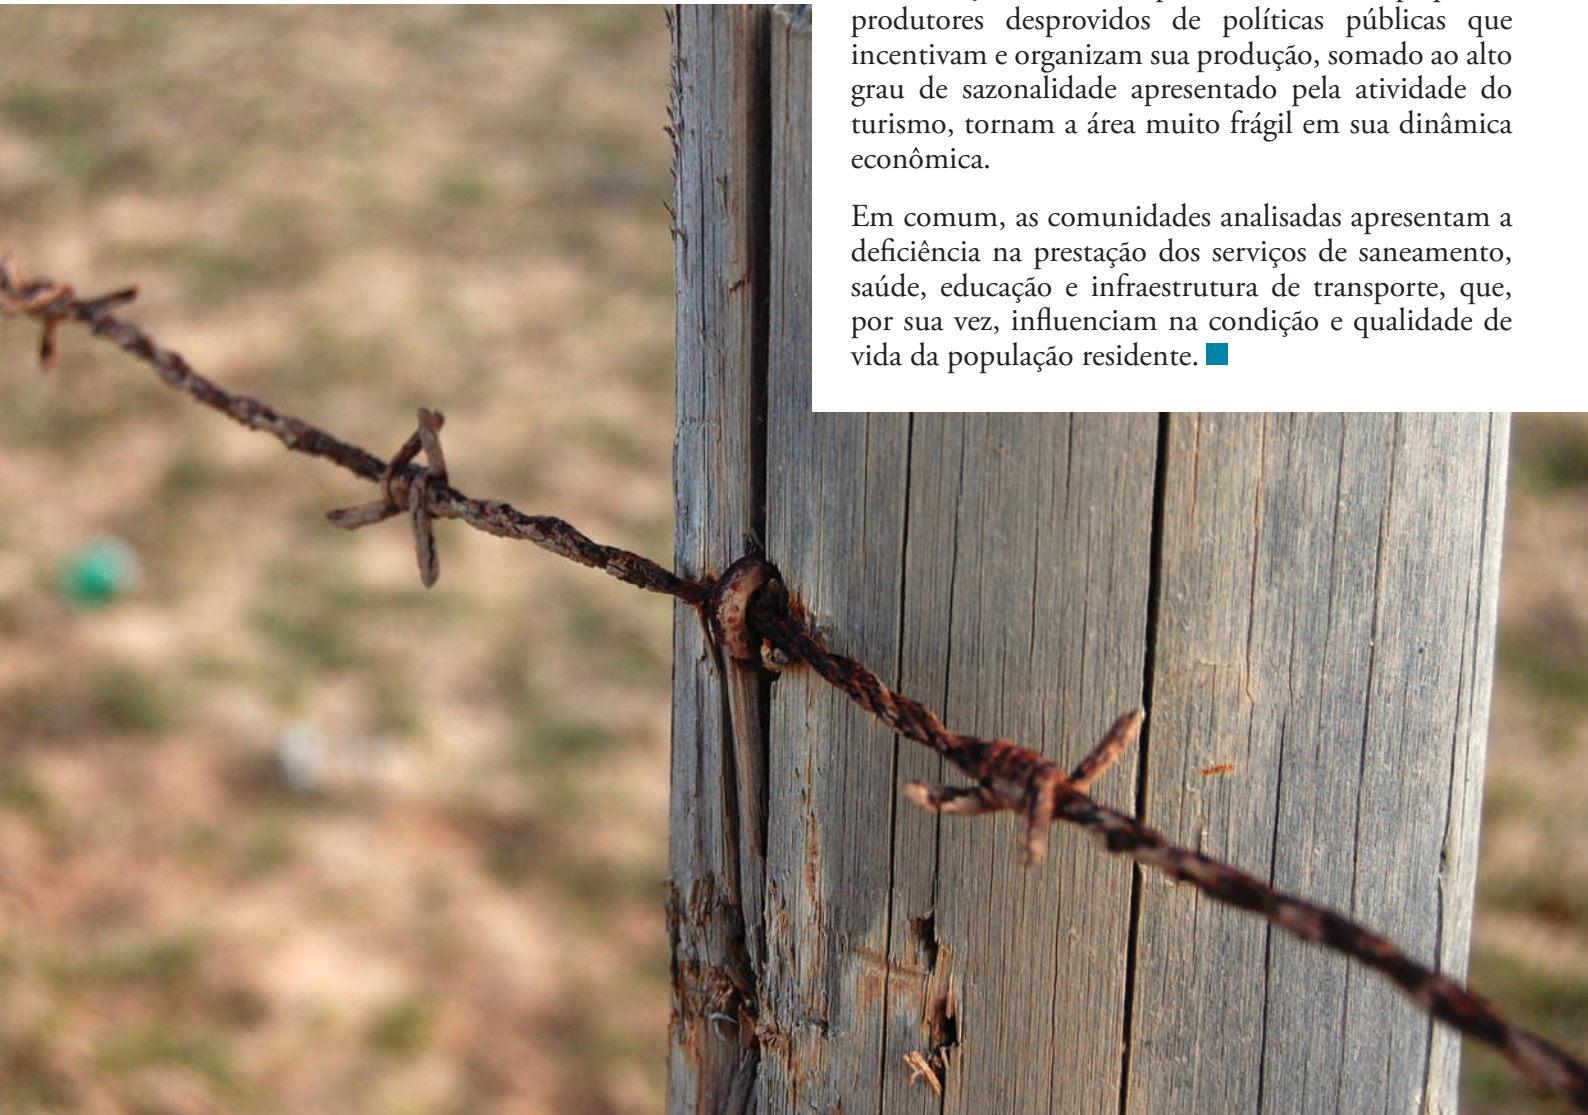 produtores desprovidos de políticas públicas que
incentivam e organizam sua produção, somado ao alto
grau de sazonalidade apresentado pela atividade do
turismo, tornam a área muito frágil em sua dinâmica
econômica.
Em comum, as comunidades analisadas apresentam a
deficiência na prestação dos serviços de saneamento,
saúde, educação e infraestrutura de transporte, que,
por sua vez, influenciam na condição e qualidade de
vida da população residente.